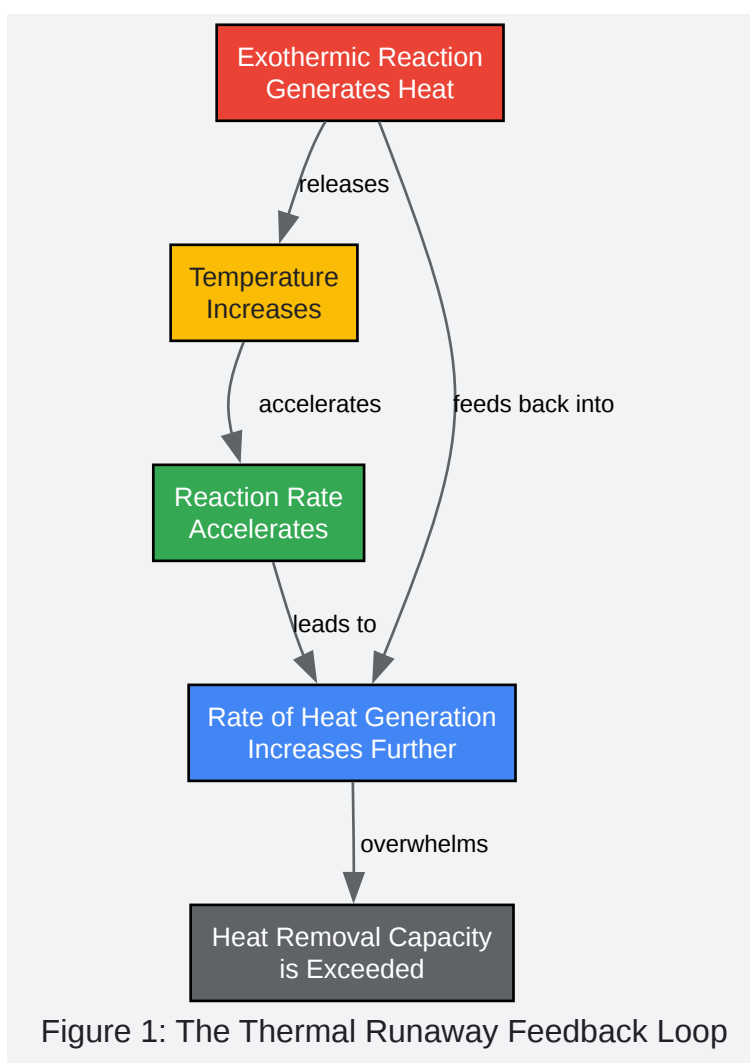 Exothermic Reaction
Generates Heat
releases
Temperature
Increases
accelerates
feeds back into
Reaction Rate
Accelerates
leads to
Rate of Heat Generation
Increases Further
overwhelms
Heat Removal Capacity
is Exceeded
Figure 1: The Thermal Runaway Feedback Loop